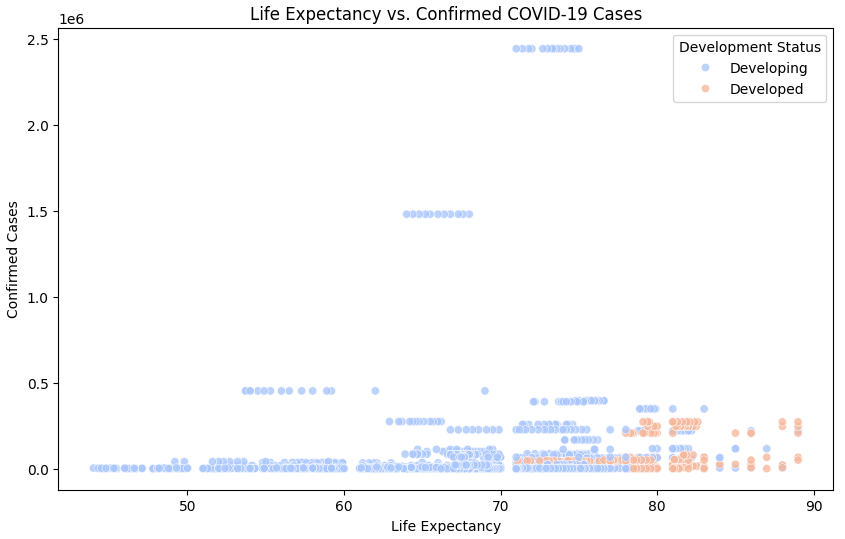 Life Expectancy vs. Confirmed COVID-19 Cases
1e6
2.5
2.0
1.5
1.0
0.5
0.0
Confirmed Cases
50 60 70 80 90
Life Expectancy
Development Status
Developing
Developed